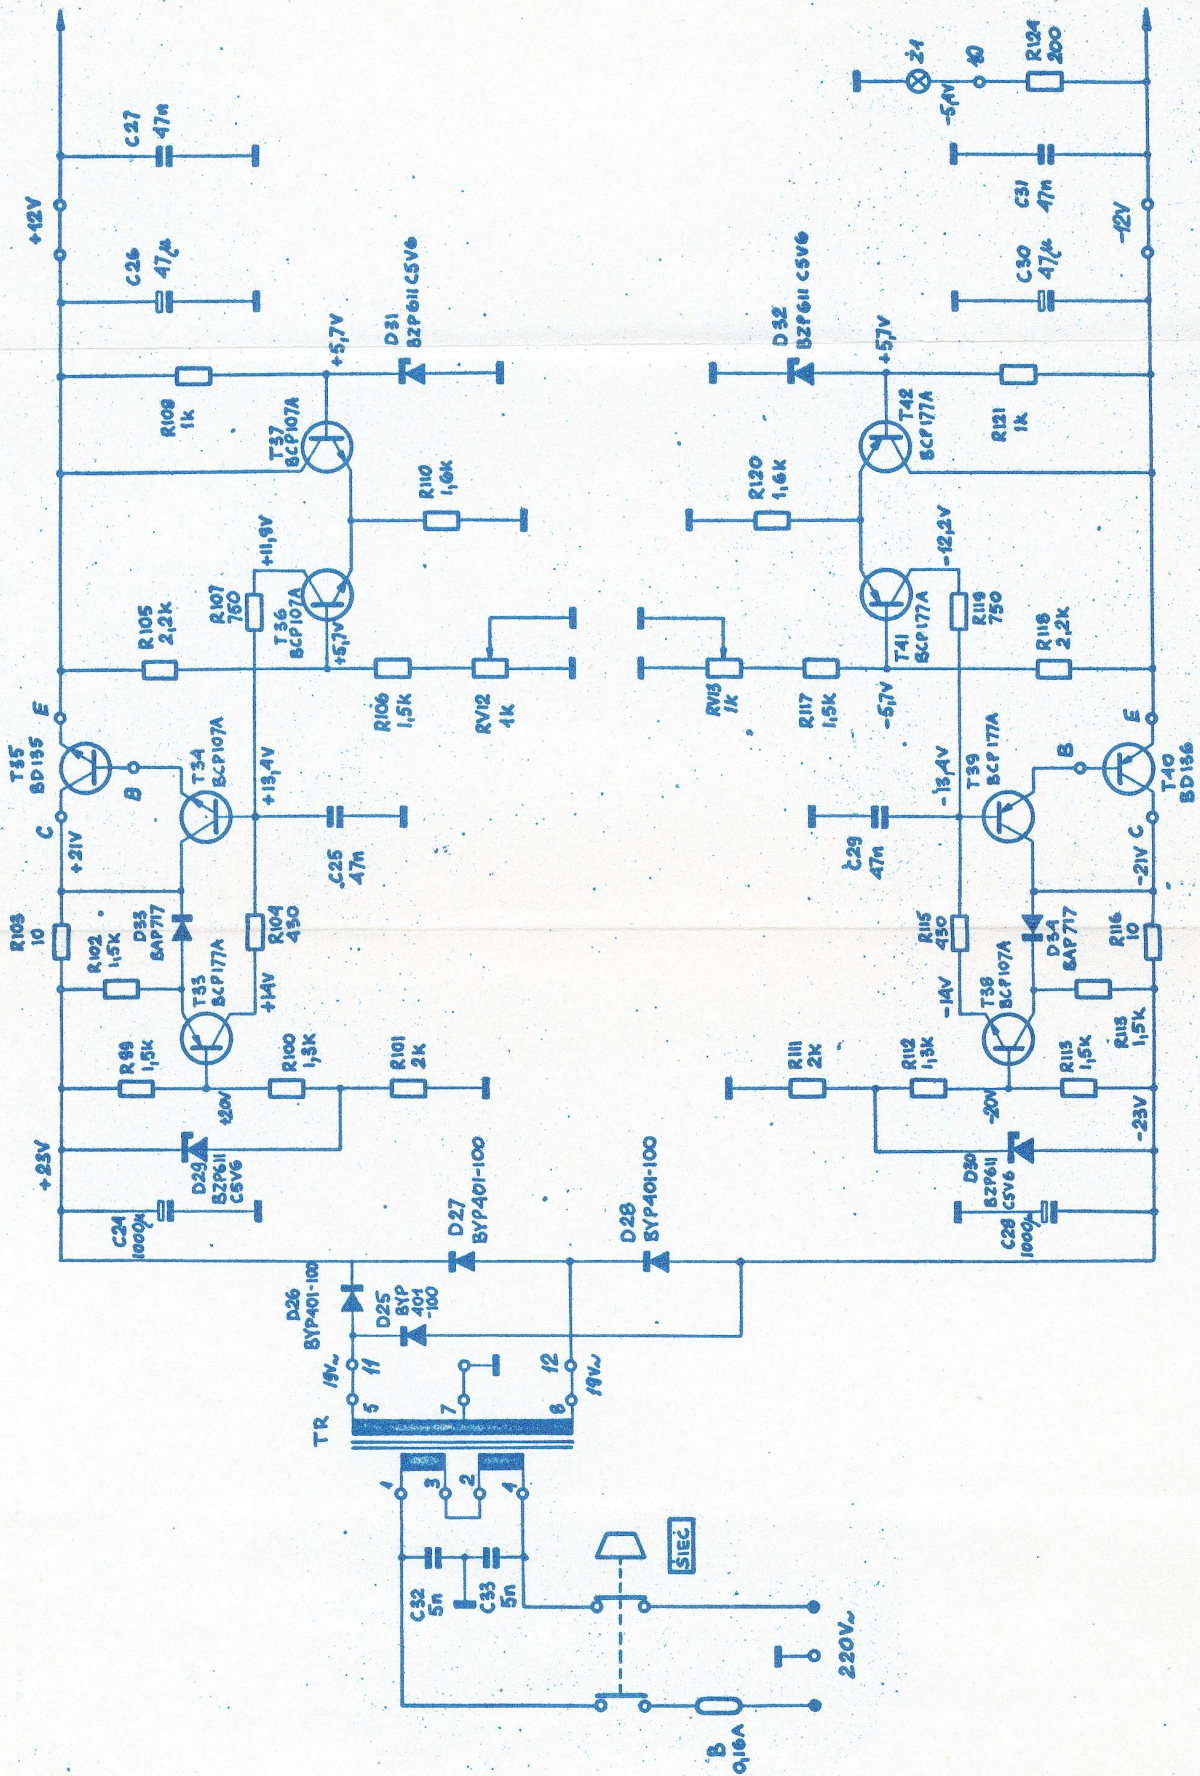 +12V
C27
47n
C26
47µ
R109
1k
+5,7V
D31
BZP611 C5V6
T37
BCP107A
R110
1,6K
+11,9V
R107
750
T36
BCP107A
+5,7V
R105
2,2K
R106
1,5K
RV12
1K
E
T35
BD135
B
C
+21V
T34
BCP107A
+13,4V
C25
47n
R103
10
R102
1,5K
D33
BAP717
R104
430
T33
BCP177A
+14V
R99
1,5K
+20V
R100
1,3K
R101
2K
+23V
D29
BZP611
C5V6
C24
1000µ
D27
BYP401-100
D28
BYP401-100
D26
BYP401-100
D25
BYP
401
-100
19V~
11
5
7
12
8
19V~
TR
1
3
2
4
C32
5n
C33
5n
SIEĆ
220V~
B
0,16A
Ż1
-5,4V
10
R124
200
C31
47n
-12V
C30
47µ
D32
BZP611 C5V6
+5,7V
T42
BCP177A
R121
1K
R120
1,6K
-12,2V
T41
BCP177A
R119
750
-5,7V
R118
2,2K
RV13
1K
R117
1,5K
E
B
T40
BD136
C
-21V
T39
BCP177A
-13,4V
C29
47n
R115
430
D34
BAP717
R116
10
-14V
T38
BCP107A
R113
1,5K
R111
2K
R112
1,3K
-20V
R113
1,5K
-23V
D30
BZP611
C5V6
C28
1000µ